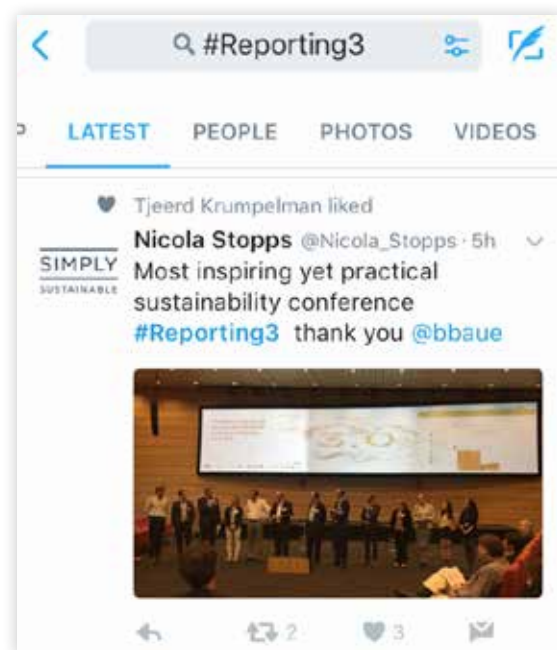 #Reporting3
P LATEST PEOPLE PHOTOS VIDEOS
Tjeerd Krumpelman liked
Nicola Stopps @Nicola_Stopps · 5h
SIMPLY
SUSTAINABLE
Most inspiring yet practical
sustainability conference
#Reporting3 thank you @bbaue
2 3